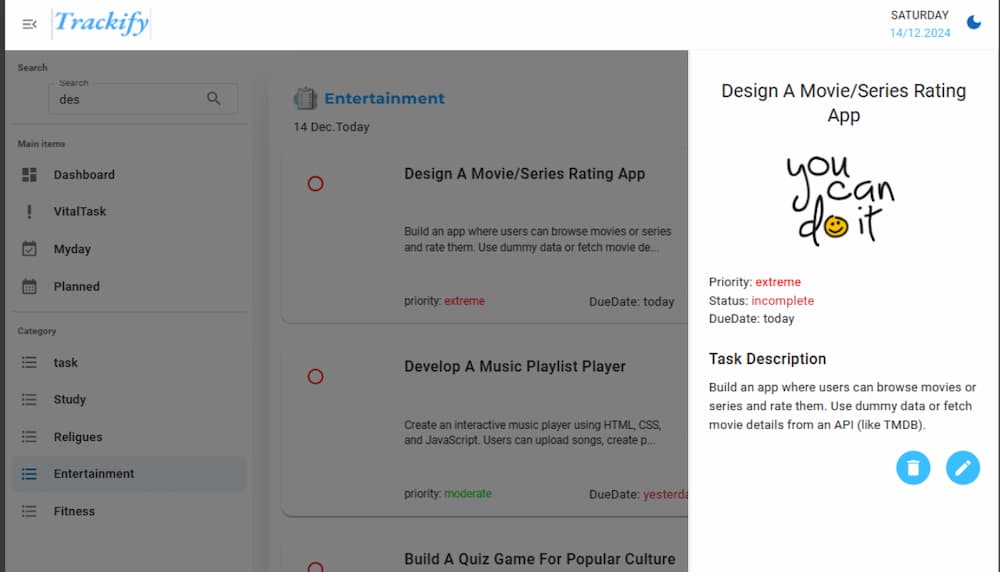 Trackify
SATURDAY
14/12.2024
Search
Search
des
Main items
Dashboard
VitalTask
Myday
Planned
Category
task
Study
Religues
Entertainment
Fitness
Entertainment
14 Dec.Today
Design A Movie/Series Rating App
Build an app where users can browse movies or series
and rate them. Use dummy data or fetch movie de...
priority: extreme
DueDate: today
Develop A Music Playlist Player
Create an interactive music player using HTML, CSS,
and JavaScript. Users can upload songs, create p...
priority: moderate
DueDate: yesterda
Build A Quiz Game For Popular Culture
Design A Movie/Series Rating
App
you
can
do it
Priority: extreme
Status: incomplete
DueDate: today
Task Description
Build an app where users can browse movies or
series and rate them. Use dummy data or fetch
movie details from an API (like TMDB).